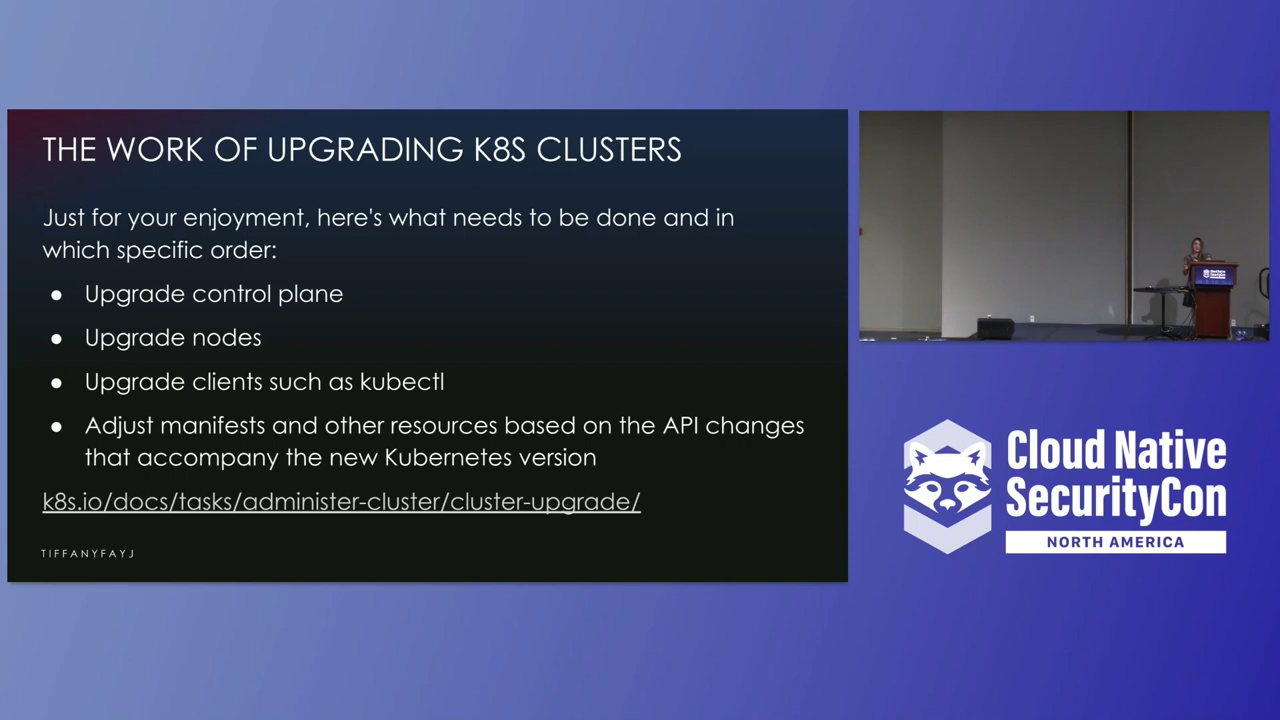 THE WORK OF UPGRADING K8S CLUSTERS
Just for your enjoyment, here's what needs to be done and in
which specific order:
● Upgrade control plane
● Upgrade nodes
● Upgrade clients such as kubectl
● Adjust manifests and other resources based on the API changes
that accompany the new Kubernetes version
k8s.io/docs/tasks/administer-cluster/cluster-upgrade/
TIFFANYFAYJ
Cloud Native
SecurityCon
NORTH AMERICA